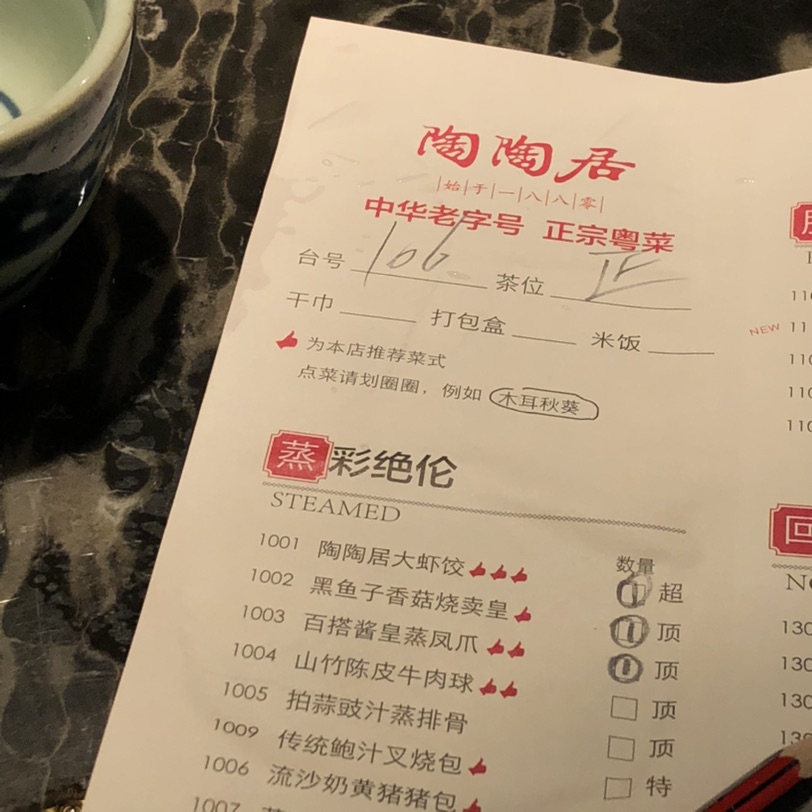 陶陶居
|始|于|一|八|八|零|
中华老字号 正宗粤菜
台号 106 茶位 正
干巾 打包盒 米饭
为本店推荐菜式
点菜请划圈圈，例如 木耳秋葵
蒸彩绝伦
STEAMED
数量
1001 陶陶居大虾饺 超
1002 黑鱼子香菇烧卖皇 顶
1003 百搭酱皇蒸凤爪 顶
1004 山竹陈皮牛肉球 顶
1005 拍蒜豉汁蒸排骨 顶
1009 传统鲍汁叉烧包 特
1006 流沙奶黄猪猪包
1007
NEW